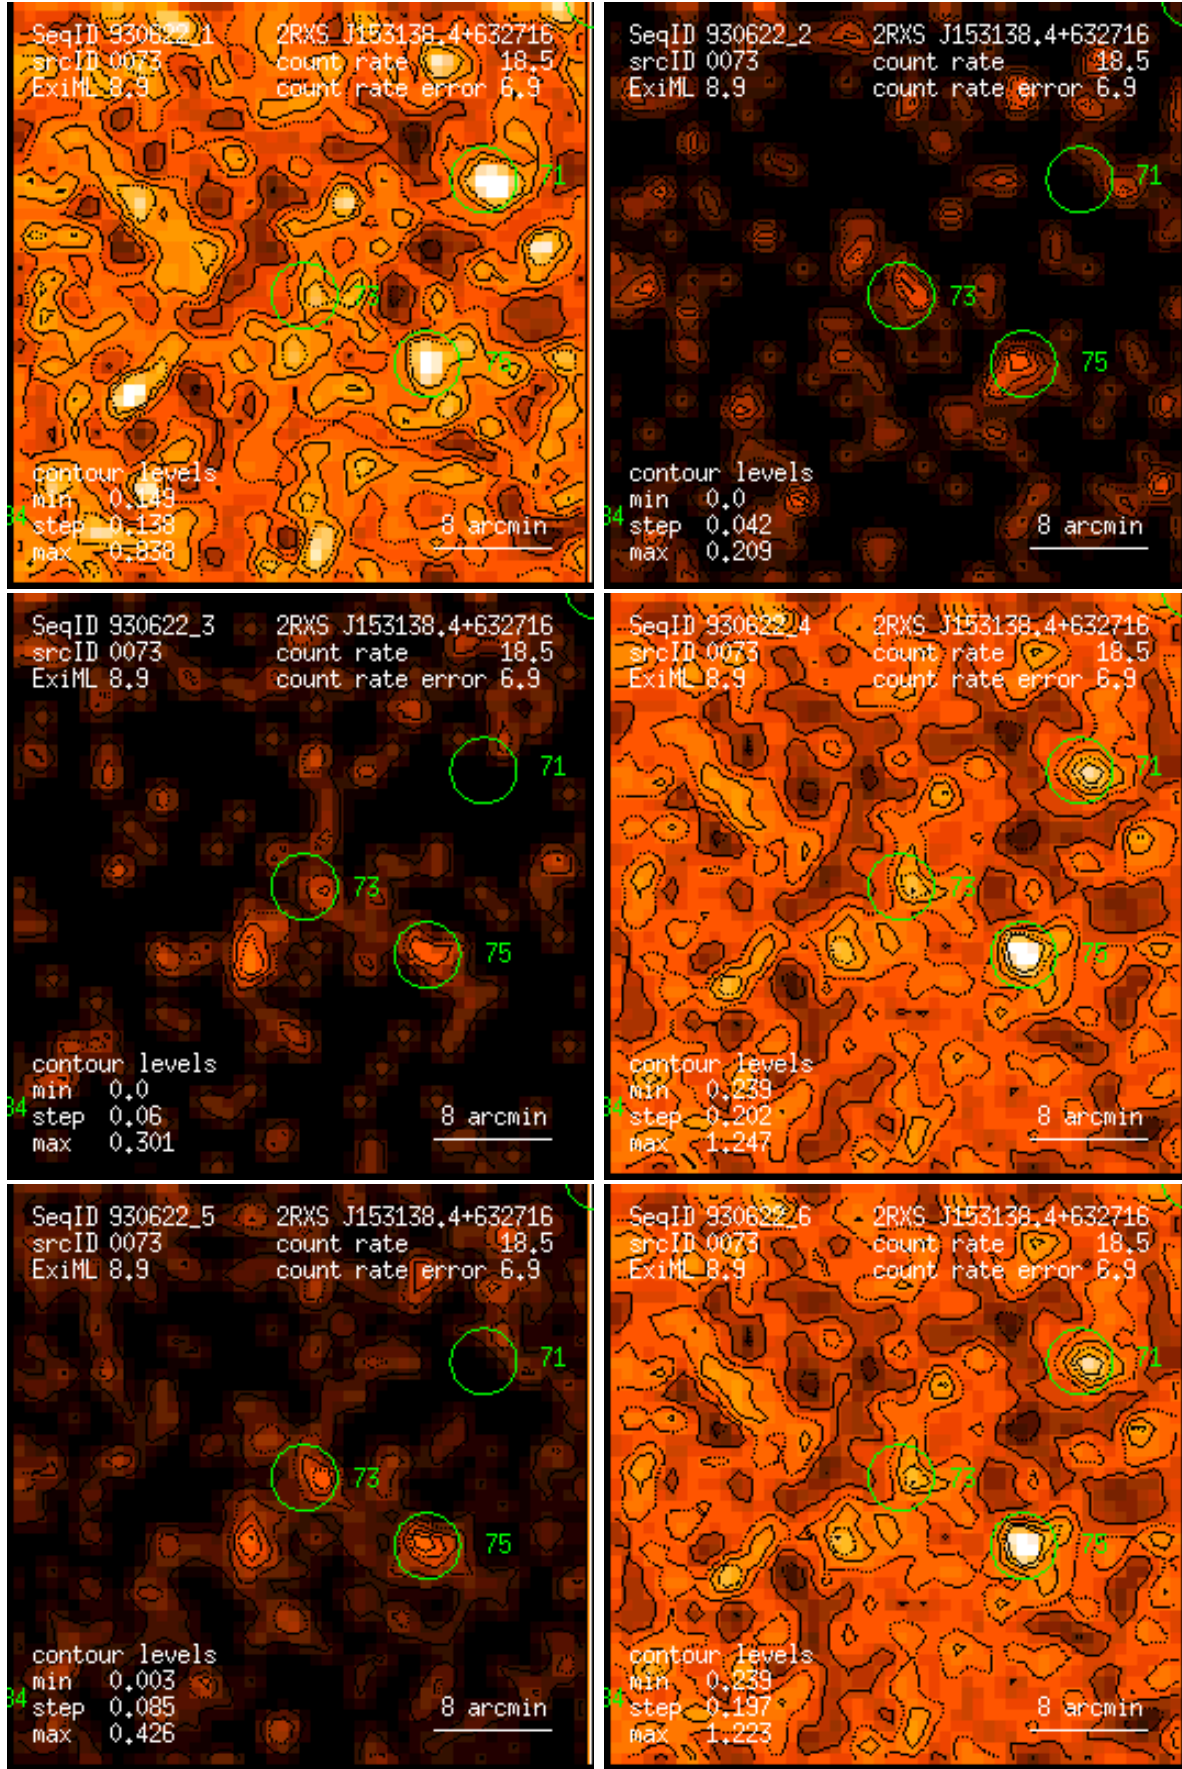 SeqID 930622_1 2RXS J153138.4+632716
srcID 0073 count rate 18.5
ExiML 8.9 count rate error 6.9
71
73
75
contour levels
min 0.149
step 0.138
max 0.838
8 arcmin
84
SeqID 930622_2 2RXS J153138.4+632716
srcID 0073 count rate 18.5
ExiML 8.9 count rate error 6.9
71
73
75
contour levels
min 0.0
step 0.042
max 0.209
8 arcmin
84
SeqID 930622_3 2RXS J153138.4+632716
srcID 0073 count rate 18.5
ExiML 8.9 count rate error 6.9
71
73
75
contour levels
min 0.0
step 0.06
max 0.301
8 arcmin
84
SeqID 930622_4 2RXS J153138.4+632716
srcID 0073 count rate 18.5
ExiML 8.9 count rate error 6.9
71
73
75
contour levels
min 0.239
step 0.202
max 1.247
8 arcmin
84
SeqID 930622_5 2RXS J153138.4+632716
srcID 0073 count rate 18.5
ExiML 8.9 count rate error 6.9
71
73
75
contour levels
min 0.003
step 0.085
max 0.426
8 arcmin
84
SeqID 930622_6 2RXS J153138.4+632716
srcID 0073 count rate 18.5
ExiML 8.9 count rate error 6.9
71
73
75
contour levels
min 0.239
step 0.197
max 1.223
8 arcmin
84